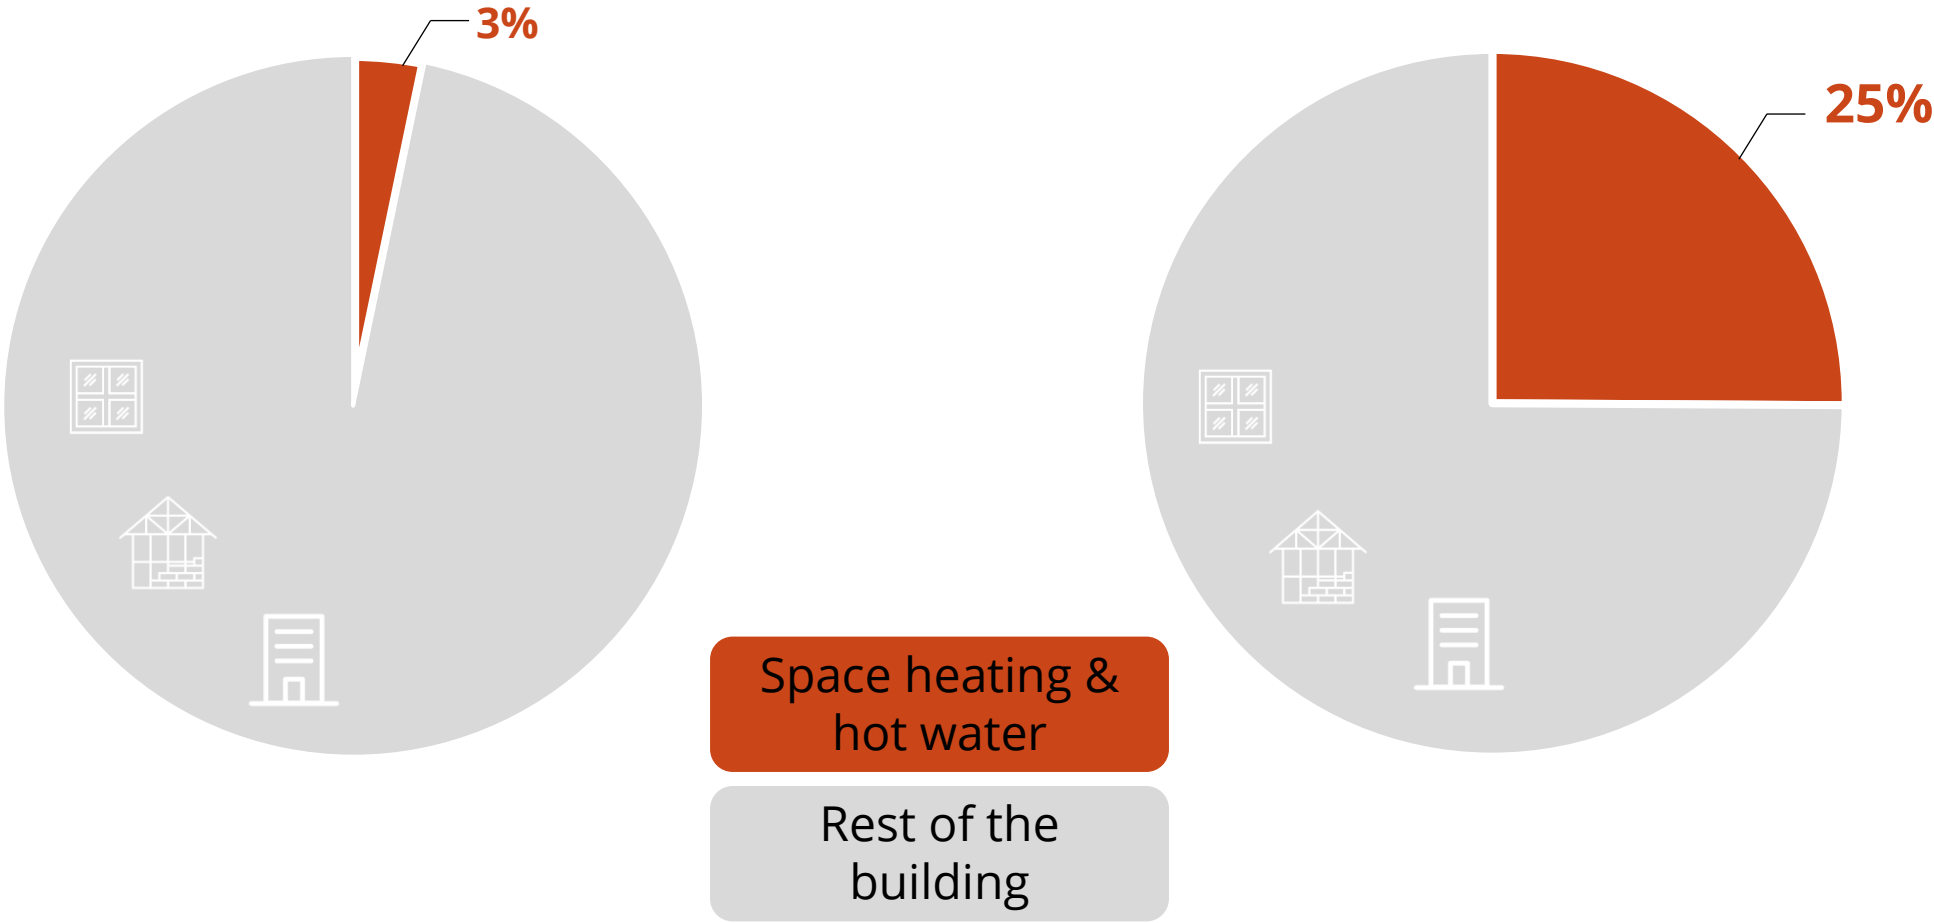 3%
25%
Space heating &
hot water
Rest of the
building